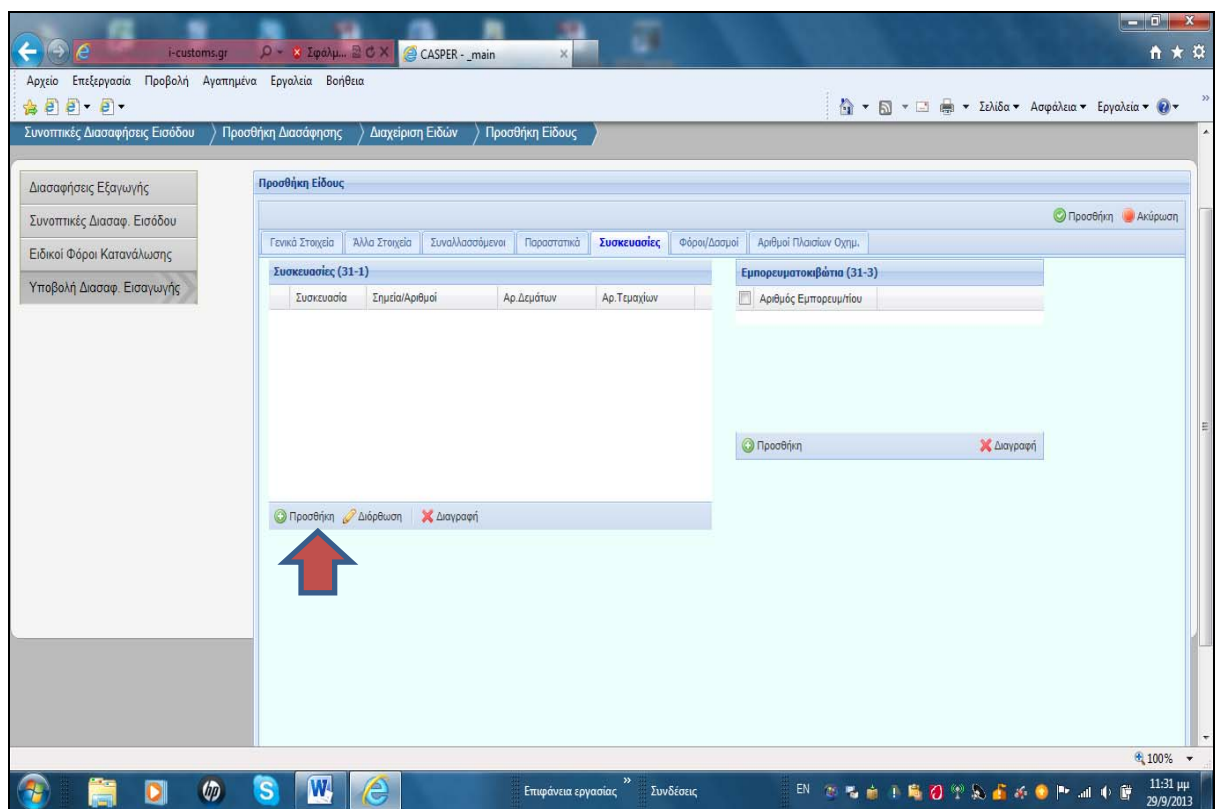 i-customs.gr Σφαλμ... CASPER - _main
Αρχείο Επεξεργασία Προβολή Αγαπημένα Εργαλεία Βοήθεια
Σελίδα Ασφάλεια Εργαλεία
Συνοπτικές Διασαφήσεις Εισόδου Προσθήκη Διασάφησης Διαχείριση Ειδών Προσθήκη Είδους
Διασαφήσεις Εξαγωγής
Συνοπτικές Διασαφ. Εισόδου
Ειδικοί Φόροι Κατανάλωσης
Υποβολή Διασαφ. Εισαγωγής
Προσθήκη Είδους
Προσθήκη Ακύρωση
Γενικά Στοιχεία Άλλα Στοιχεία Συναλλασσόμενοι Παραστατικά Συσκευασίες Φόροι/Δασμοί Αριθμοί Πλαισίων Οχημ.
Συσκευασίες (31-1)
Συσκευασία Σημεία/Αριθμοί Αρ.Δεμάτων Αρ.Τεμαχίων
Προσθήκη Διόρθωση Διαγραφή
Εμπορευματοκιβώτια (31-3)
Αριθμός Εμπορευμ/τίου
Προσθήκη Διαγραφή
100%
Επιφάνεια εργασίας Συνδέσεις EN 11:31 μμ
29/9/2013